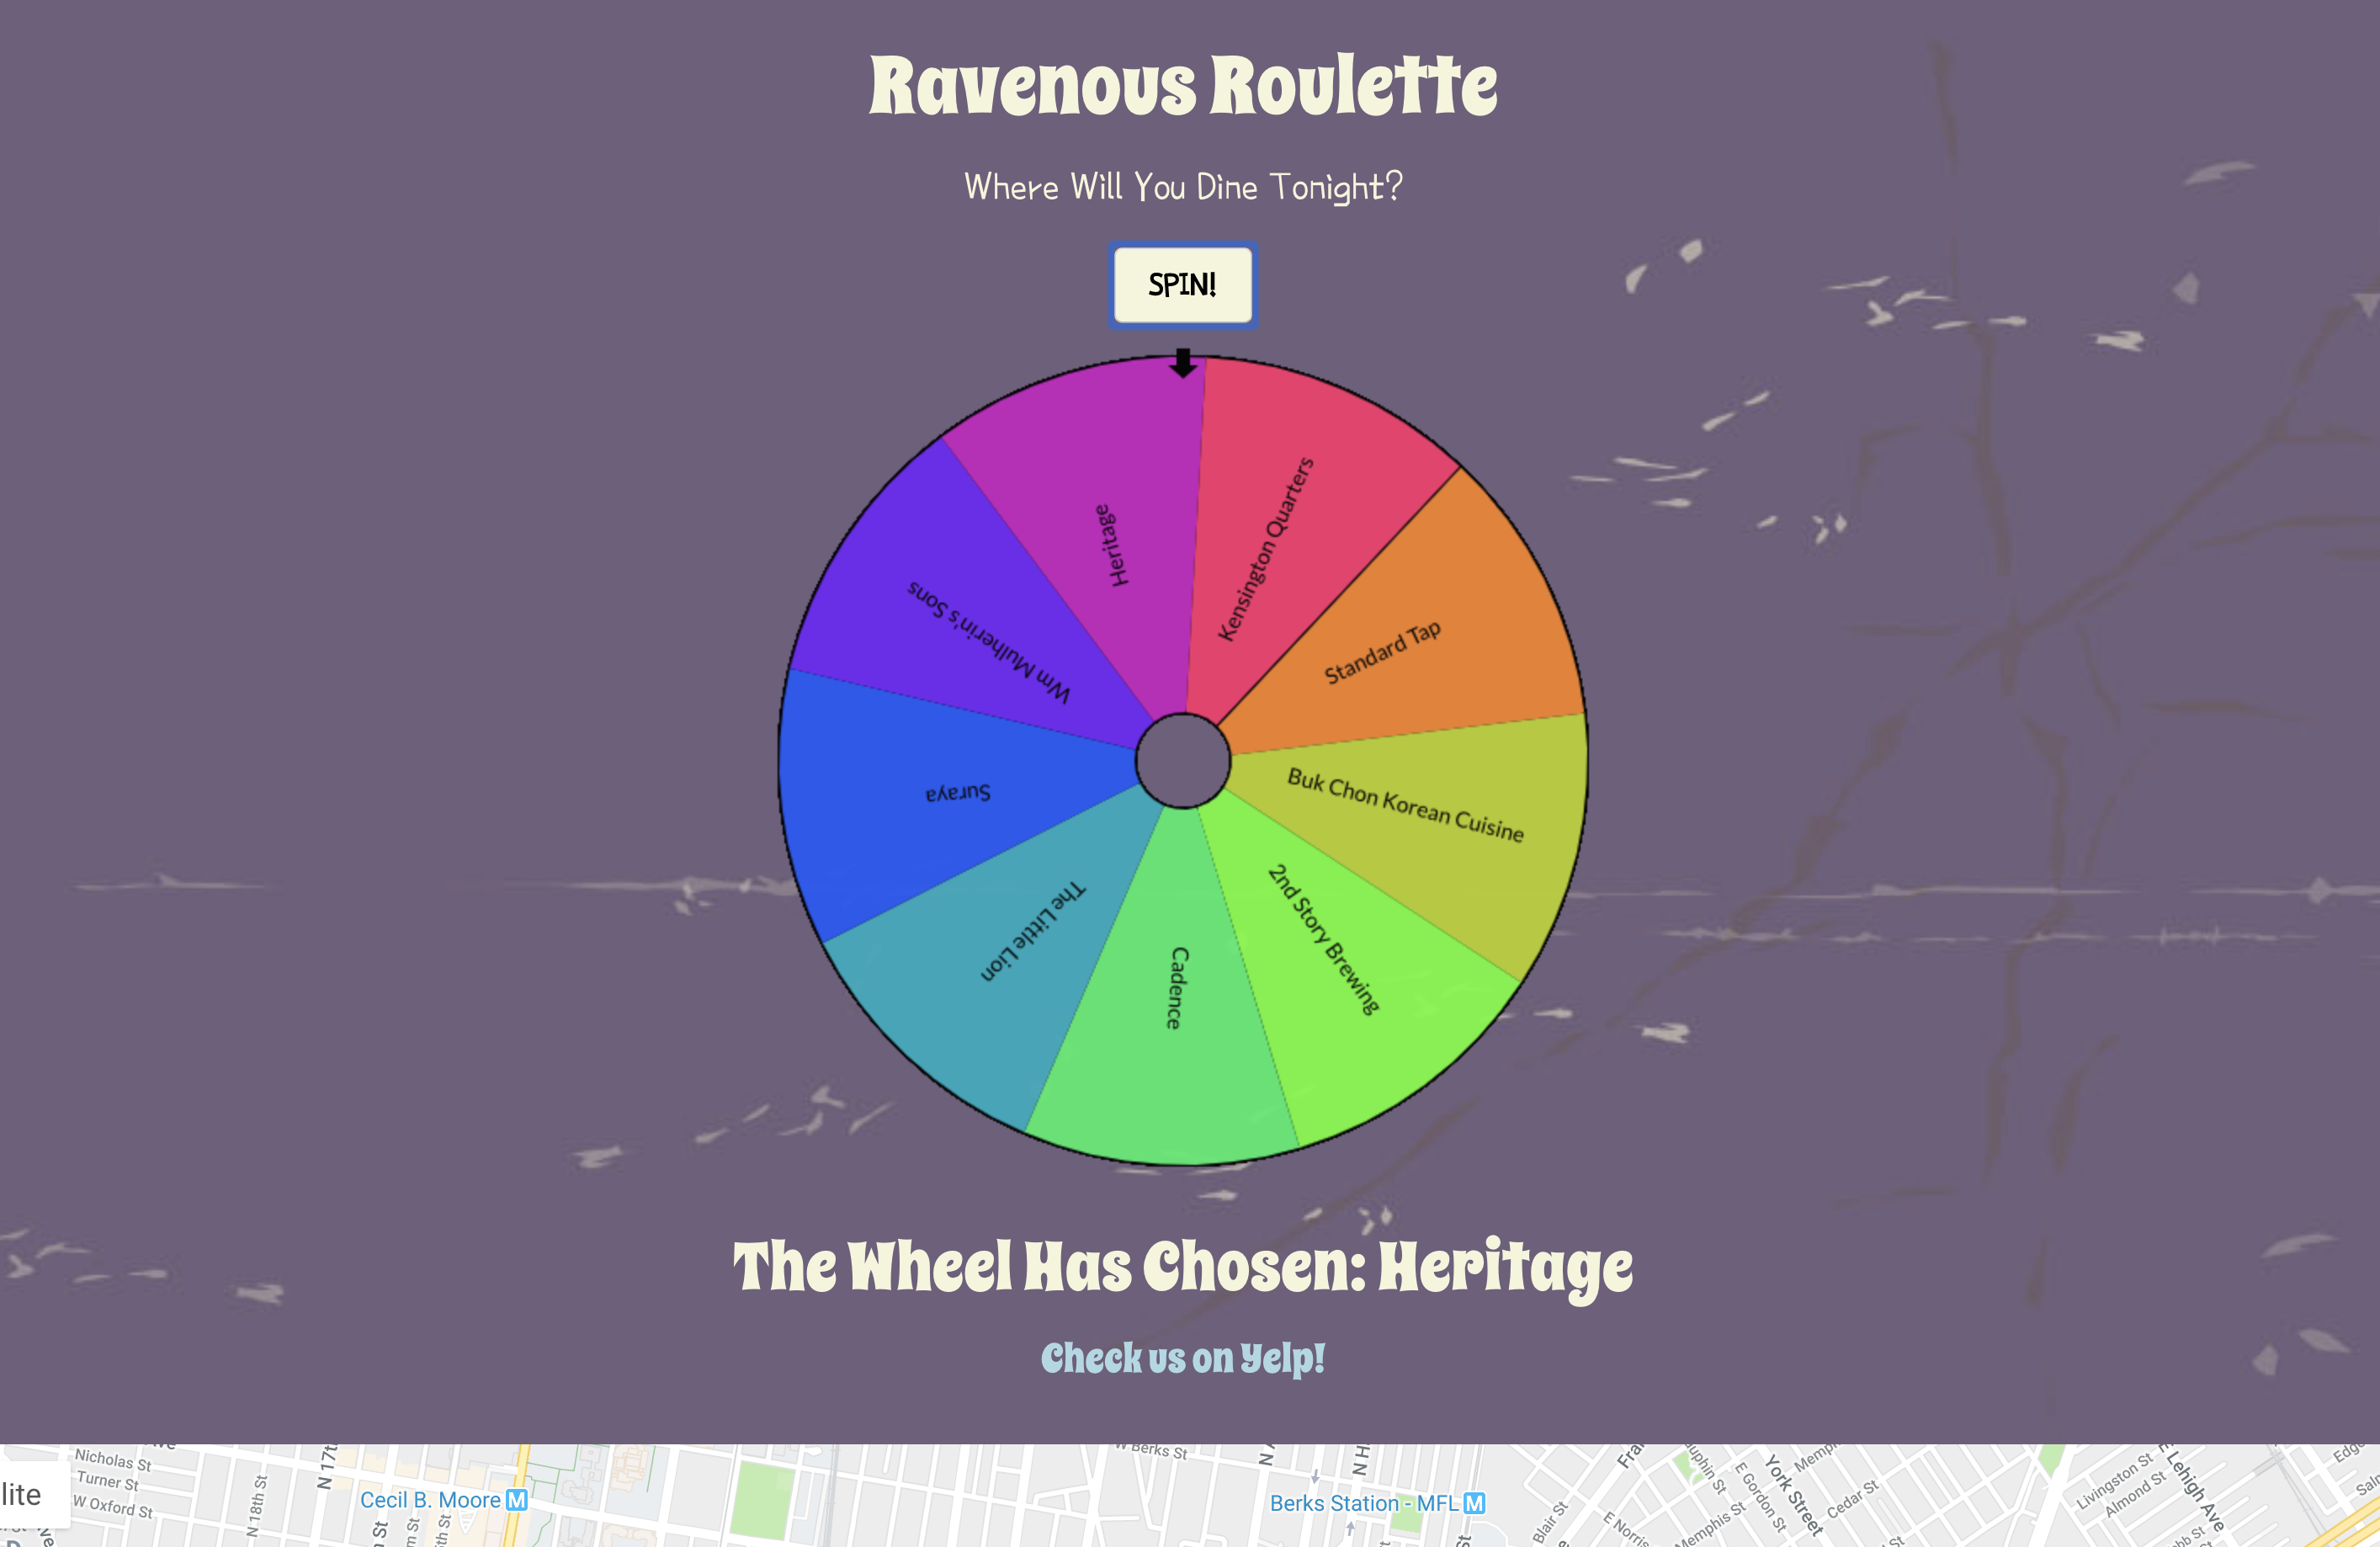 Ravenous Roulette
Where Will You Dine Tonight?
SPIN!
Heritage
Kensington Quarters
Standard Tap
Buk Chon Korean Cuisine
2nd Story Brewing
Cadence
The Little Lion
Suraya
Wm Mulherin's Sons
The Wheel Has Chosen: Heritage
Check us on Yelp!
Nicholas St
Turner St
W Oxford St
lite
N 18th St
N 17t
Cecil B. Moore M
W Berks St
Berks Station - MFL M
Blair St
E Norris
Memphis St
E Gordon St
York Street
Cedar St
Livingston St
Almond St
E Lehigh Ave